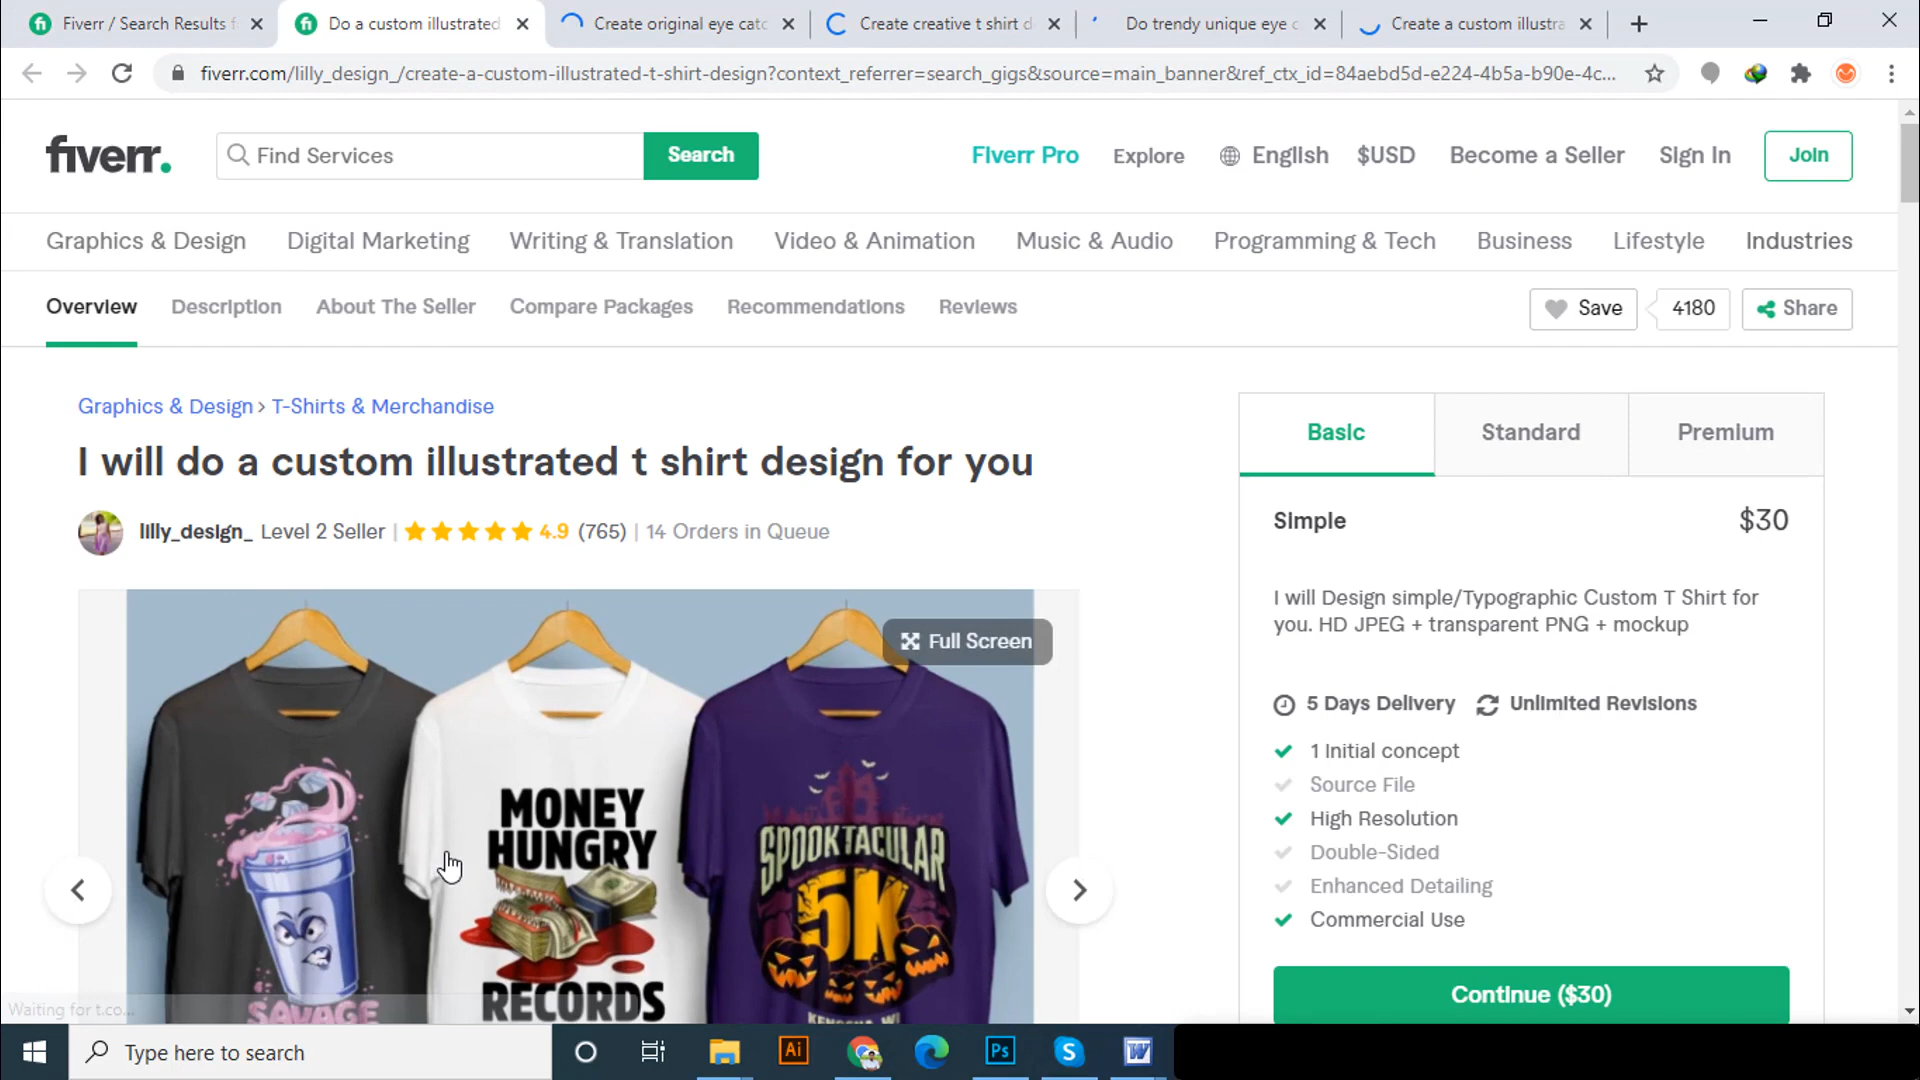 Fiverr / Search Results f
Do a custom illustrated
Create original eye catc
Create creative t shirt d
Do trendy unique eye c
Create a custom illustra
fiverr.com/lilly_design_/create-a-custom-illustrated-t-shirt-design?context_referrer=search_gigs&source=main_banner&ref_ctx_id=84aebd5d-e224-4b5a-b90e-4c...
fiverr.
Find Services
Search
Fiverr Pro
Explore
English
$USD
Become a Seller
Sign In
Join
Graphics & Design
Digital Marketing
Writing & Translation
Video & Animation
Music & Audio
Programming & Tech
Business
Lifestyle
Industries
Overview
Description
About The Seller
Compare Packages
Recommendations
Reviews
Save
4180
Share
Graphics & Design › T-Shirts & Merchandise
I will do a custom illustrated t shirt design for you
lilly_design_ Level 2 Seller | 4.9 (765) | 14 Orders in Queue
Full Screen
MONEY
HUNGRY
RECORDS
SAVAGE
SPOOKTACULAR
5K
KENOSHA, WI
Basic
Standard
Premium
Simple
$30
I will Design simple/Typographic Custom T Shirt for
you. HD JPEG + transparent PNG + mockup
5 Days Delivery
Unlimited Revisions
1 Initial concept
Source File
High Resolution
Double-Sided
Enhanced Detailing
Commercial Use
Continue ($30)
Waiting for t.co...
Type here to search
Ai
Ps
S
W